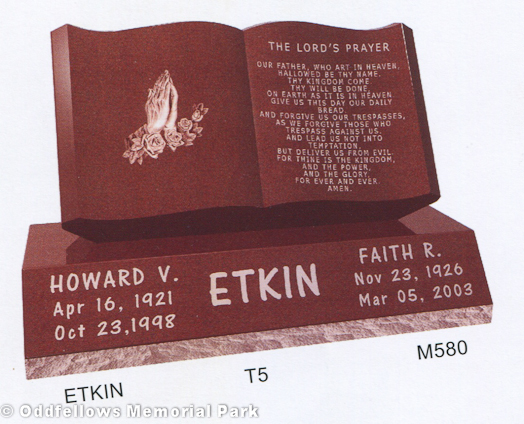 THE LORD'S PRAYER
OUR FATHER, WHO ART IN HEAVEN,
HALLOWED BE THY NAME.
THY KINGDOM COME
THY WILL BE DONE,
ON EARTH AS IT IS IN HEAVEN
GIVE US THIS DAY OUR DAILY
BREAD.
AND FORGIVE US OUR TRESPASSES,
AS WE FORGIVE THOSE WHO
TRESPASS AGAINST US.
AND LEAD US NOT INTO
TEMPTATION,
BUT DELIVER US FROM EVIL.
FOR THINE IS THE KINGDOM,
AND THE POWER,
AND THE GLORY,
FOR EVER AND EVER.
AMEN.
HOWARD V.
Apr 16, 1921
Oct 23,1998
ETKIN
FAITH R.
Nov 23, 1926
Mar 05, 2003
ETKIN
T5
M580
© Oddfellows Memorial Park